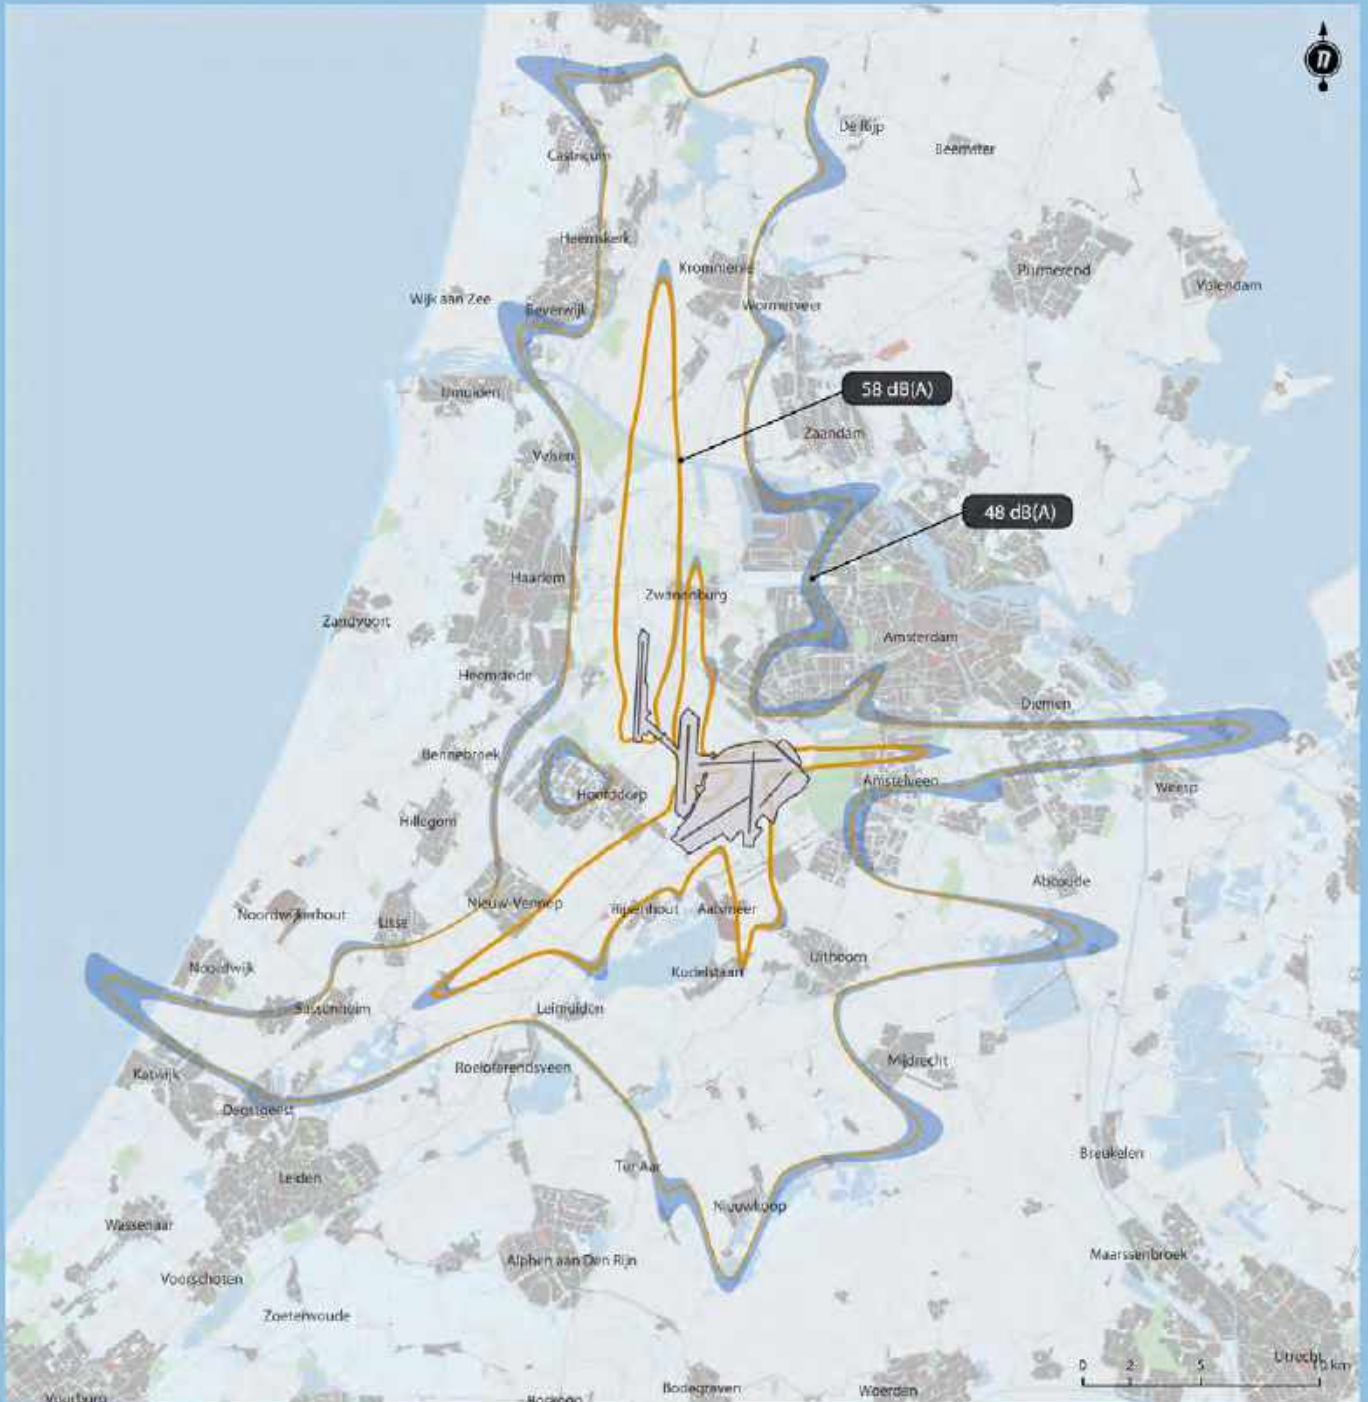 n
De Rijp
Beemster
Castricum
Heemskerk
Krommenie
Purmerend
Volendam
Wijk aan Zee
Beverwijk
Wormerveer
58 dB(A)
IJmuiden
Zaandam
Velsen
48 dB(A)
Haarlem
Zwanenburg
Zandvoort
Amsterdam
Heemstede
Diemen
Bennebroek
Amstelveen
Weesp
Hoofddorp
Hillegom
Abcoude
Nieuw-Vennep
Noordwijkerhout
Lisse
Rijsenhout
Aalsmeer
Uithoorn
Noordwijk
Kudelstaart
Sassenheim
Leimuiden
Mijdrecht
Roelofarendsveen
Katwijk
Oegstgeest
Breukelen
Ter Aar
Leiden
Nieuwkoop
Wassenaar
Maarssenbroek
Alphen aan Den Rijn
Voorschoten
Zoeterwoude
Utrecht
0 2 5 10 km
Bodegraven
Woerden
Voorburg